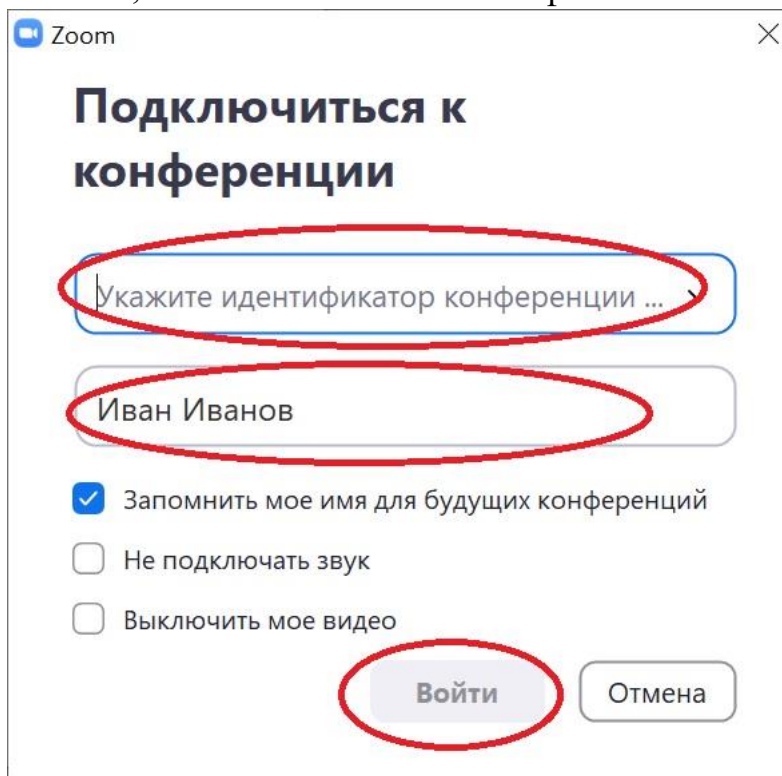 Zoom
Подключиться к
конференции
Укажите идентификатор конференции ...
Иван Иванов
Запомнить мое имя для будущих конференций
Не подключать звук
Выключить мое видео
Войти
Отмена